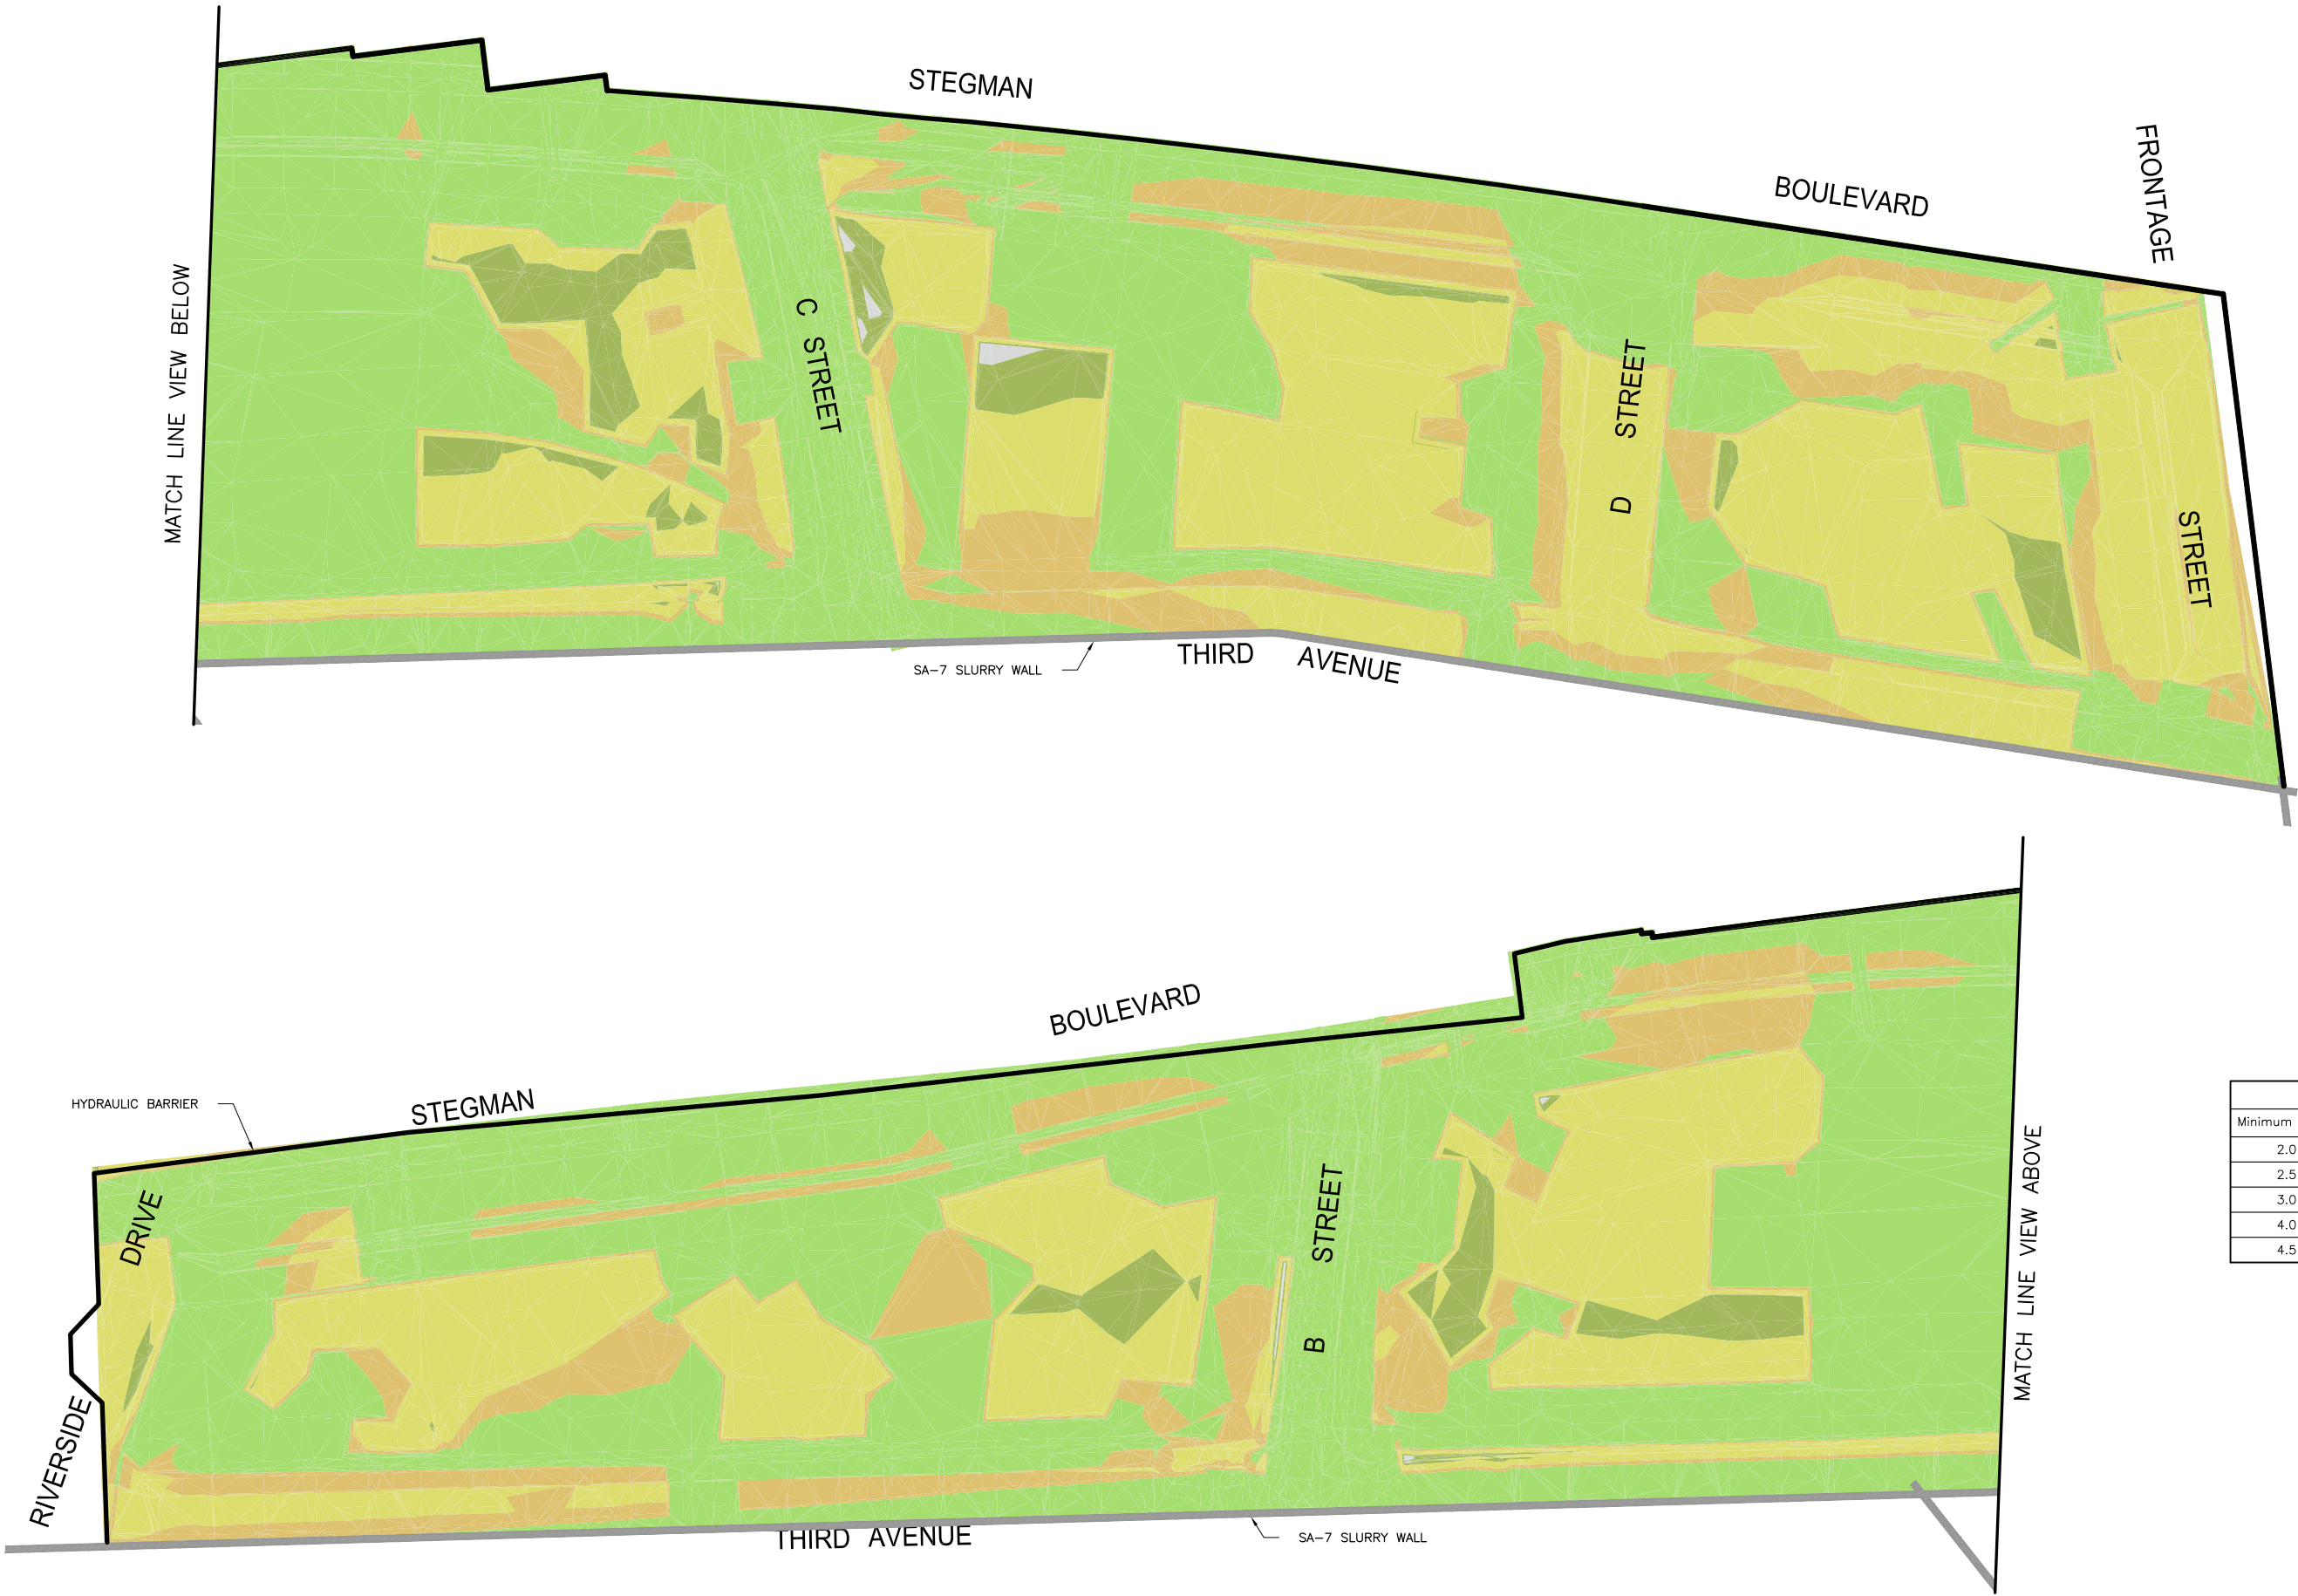 STEGMAN
BOULEVARD
FRONTAGE
STREET
MATCH LINE VIEW BELOW
C STREET
D STREET
SA-7 SLURRY WALL
THIRD AVENUE
BOULEVARD
STEGMAN
HYDRAULIC BARRIER
DRIVE
RIVERSIDE
B STREET
MATCH LINE VIEW ABOVE
THIRD AVENUE
SA-7 SLURRY WALL
Minimum
2.0
2.5
3.0
4.0
4.5